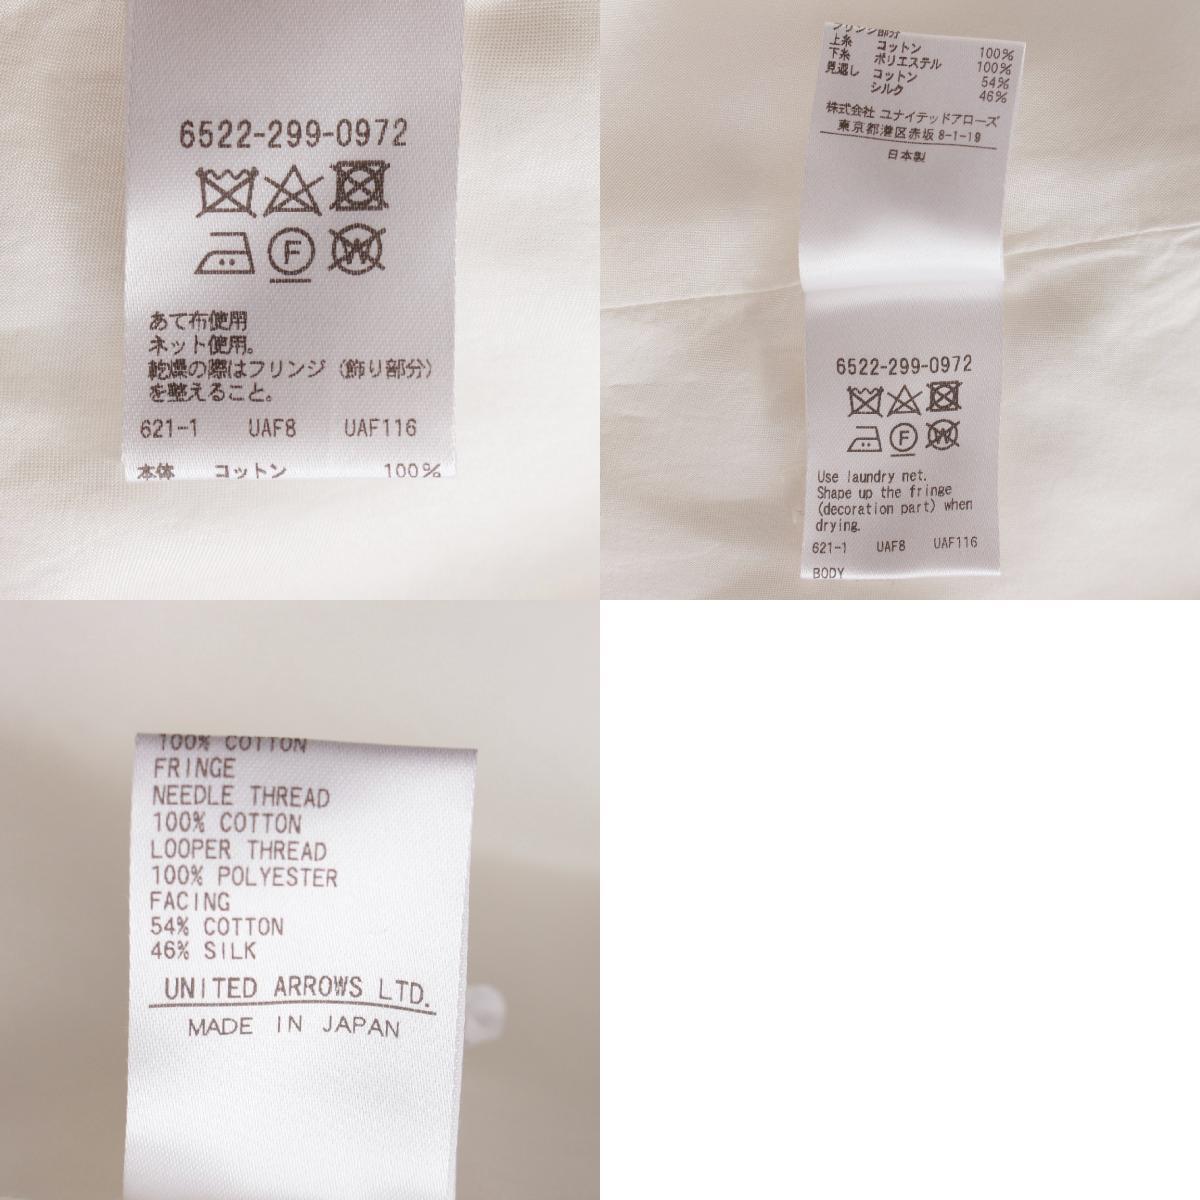 6522-299-0972
F
W
あて布使用
ネット使用。
乾燥の際はフリンジ（飾り部分）
を整えること。
621-1 UAF8 UAF116
本体 コットン 100%
フリンジ部分
上糸 コットン 100%
下糸 ポリエステル 100%
見返し コットン 54%
シルク 46%
株式会社 ユナイテッドアローズ
東京都港区赤坂 8-1-19
日本製
6522-299-0972
F
W
Use laundry net.
Shape up the fringe
(decoration part) when
drying.
621-1 UAF8 UAF116
BODY
100% COTTON
FRINGE
NEEDLE THREAD
100% COTTON
LOOPER THREAD
100% POLYESTER
FACING
54% COTTON
46% SILK
UNITED ARROWS LTD.
MADE IN JAPAN